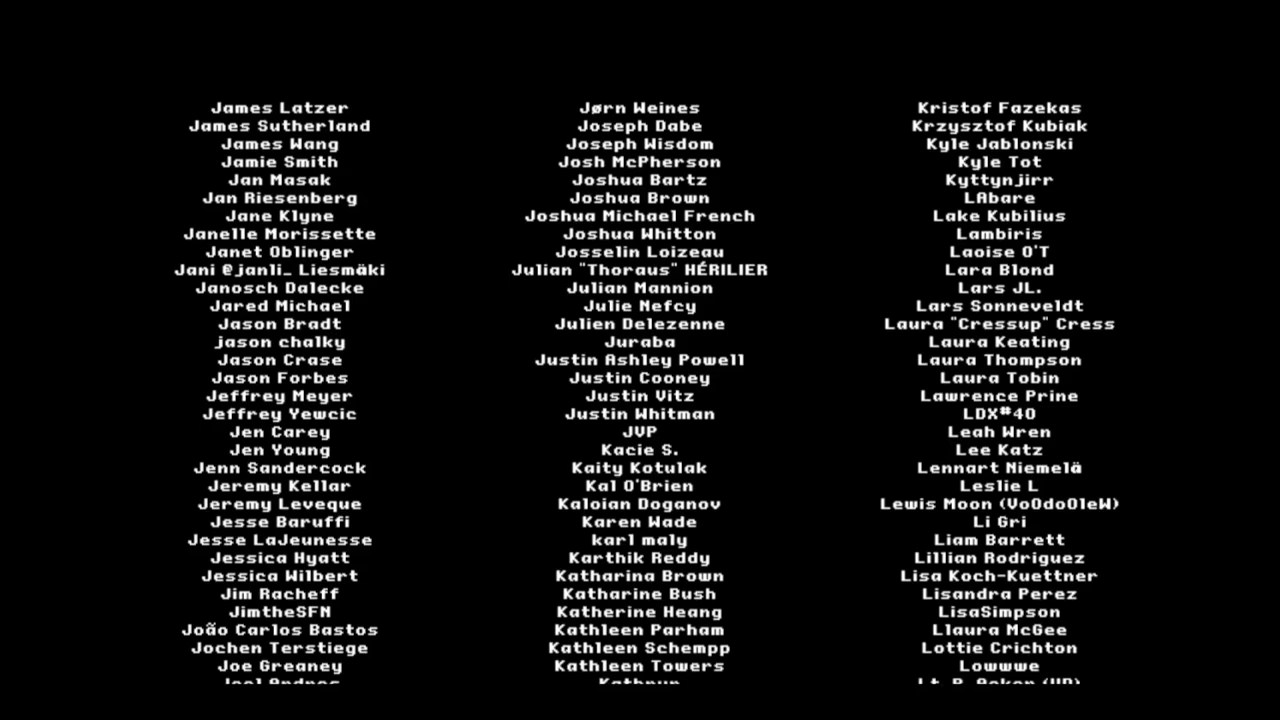 James Latzer
James Sutherland
James Wang
Jamie Smith
Jan Masak
Jan Riesenberg
Jane Klyne
Janelle Morissette
Janet Oblinger
Jani @janli_ Liesmäki
Janosch Dalecke
Jared Michael
Jason Bradt
jason chalky
Jason Crase
Jason Forbes
Jeffrey Meyer
Jeffrey Yewcic
Jen Carey
Jen Young
Jenn Sandercock
Jeremy Kellar
Jeremy Leveque
Jesse Baruffi
Jesse LaJeunesse
Jessica Hyatt
Jessica Wilbert
Jim Racheff
JimtheSFN
João Carlos Bastos
Jochen Terstiege
Joe Greaney
Jørn Weines
Joseph Dabe
Joseph Wisdom
Josh McPherson
Joshua Bartz
Joshua Brown
Joshua Michael French
Joshua Whitton
Josselin Loizeau
Julian "Thoraus" HÉRILIER
Julian Mannion
Julie Nefcy
Julien Delezenne
Juraba
Justin Ashley Powell
Justin Cooney
Justin Vitz
Justin Whitman
JVP
Kacie S.
Kaity Kotulak
Kal O'Brien
Kaloian Doganov
Karen Wade
karl maly
Karthik Reddy
Katharina Brown
Katharine Bush
Katherine Heang
Kathleen Parham
Kathleen Schempp
Kathleen Towers
Kristof Fazekas
Krzysztof Kubiak
Kyle Jablonski
Kyle Tot
Kyttynjirr
LAbare
Lake Kubilius
Lambiris
Laoise O'T
Lara Blond
Lars JL.
Lars Sonneveldt
Laura "Cressup" Cress
Laura Keating
Laura Thompson
Laura Tobin
Lawrence Prine
LDX#40
Leah Wren
Lee Katz
Lennart Niemelä
Leslie L
Lewis Moon (VoOdoOleW)
Li Gri
Liam Barrett
Lillian Rodriguez
Lisa Koch-Kuettner
Lisandra Perez
LisaSimpson
Llaura McGee
Lottie Crichton
Lowwwe